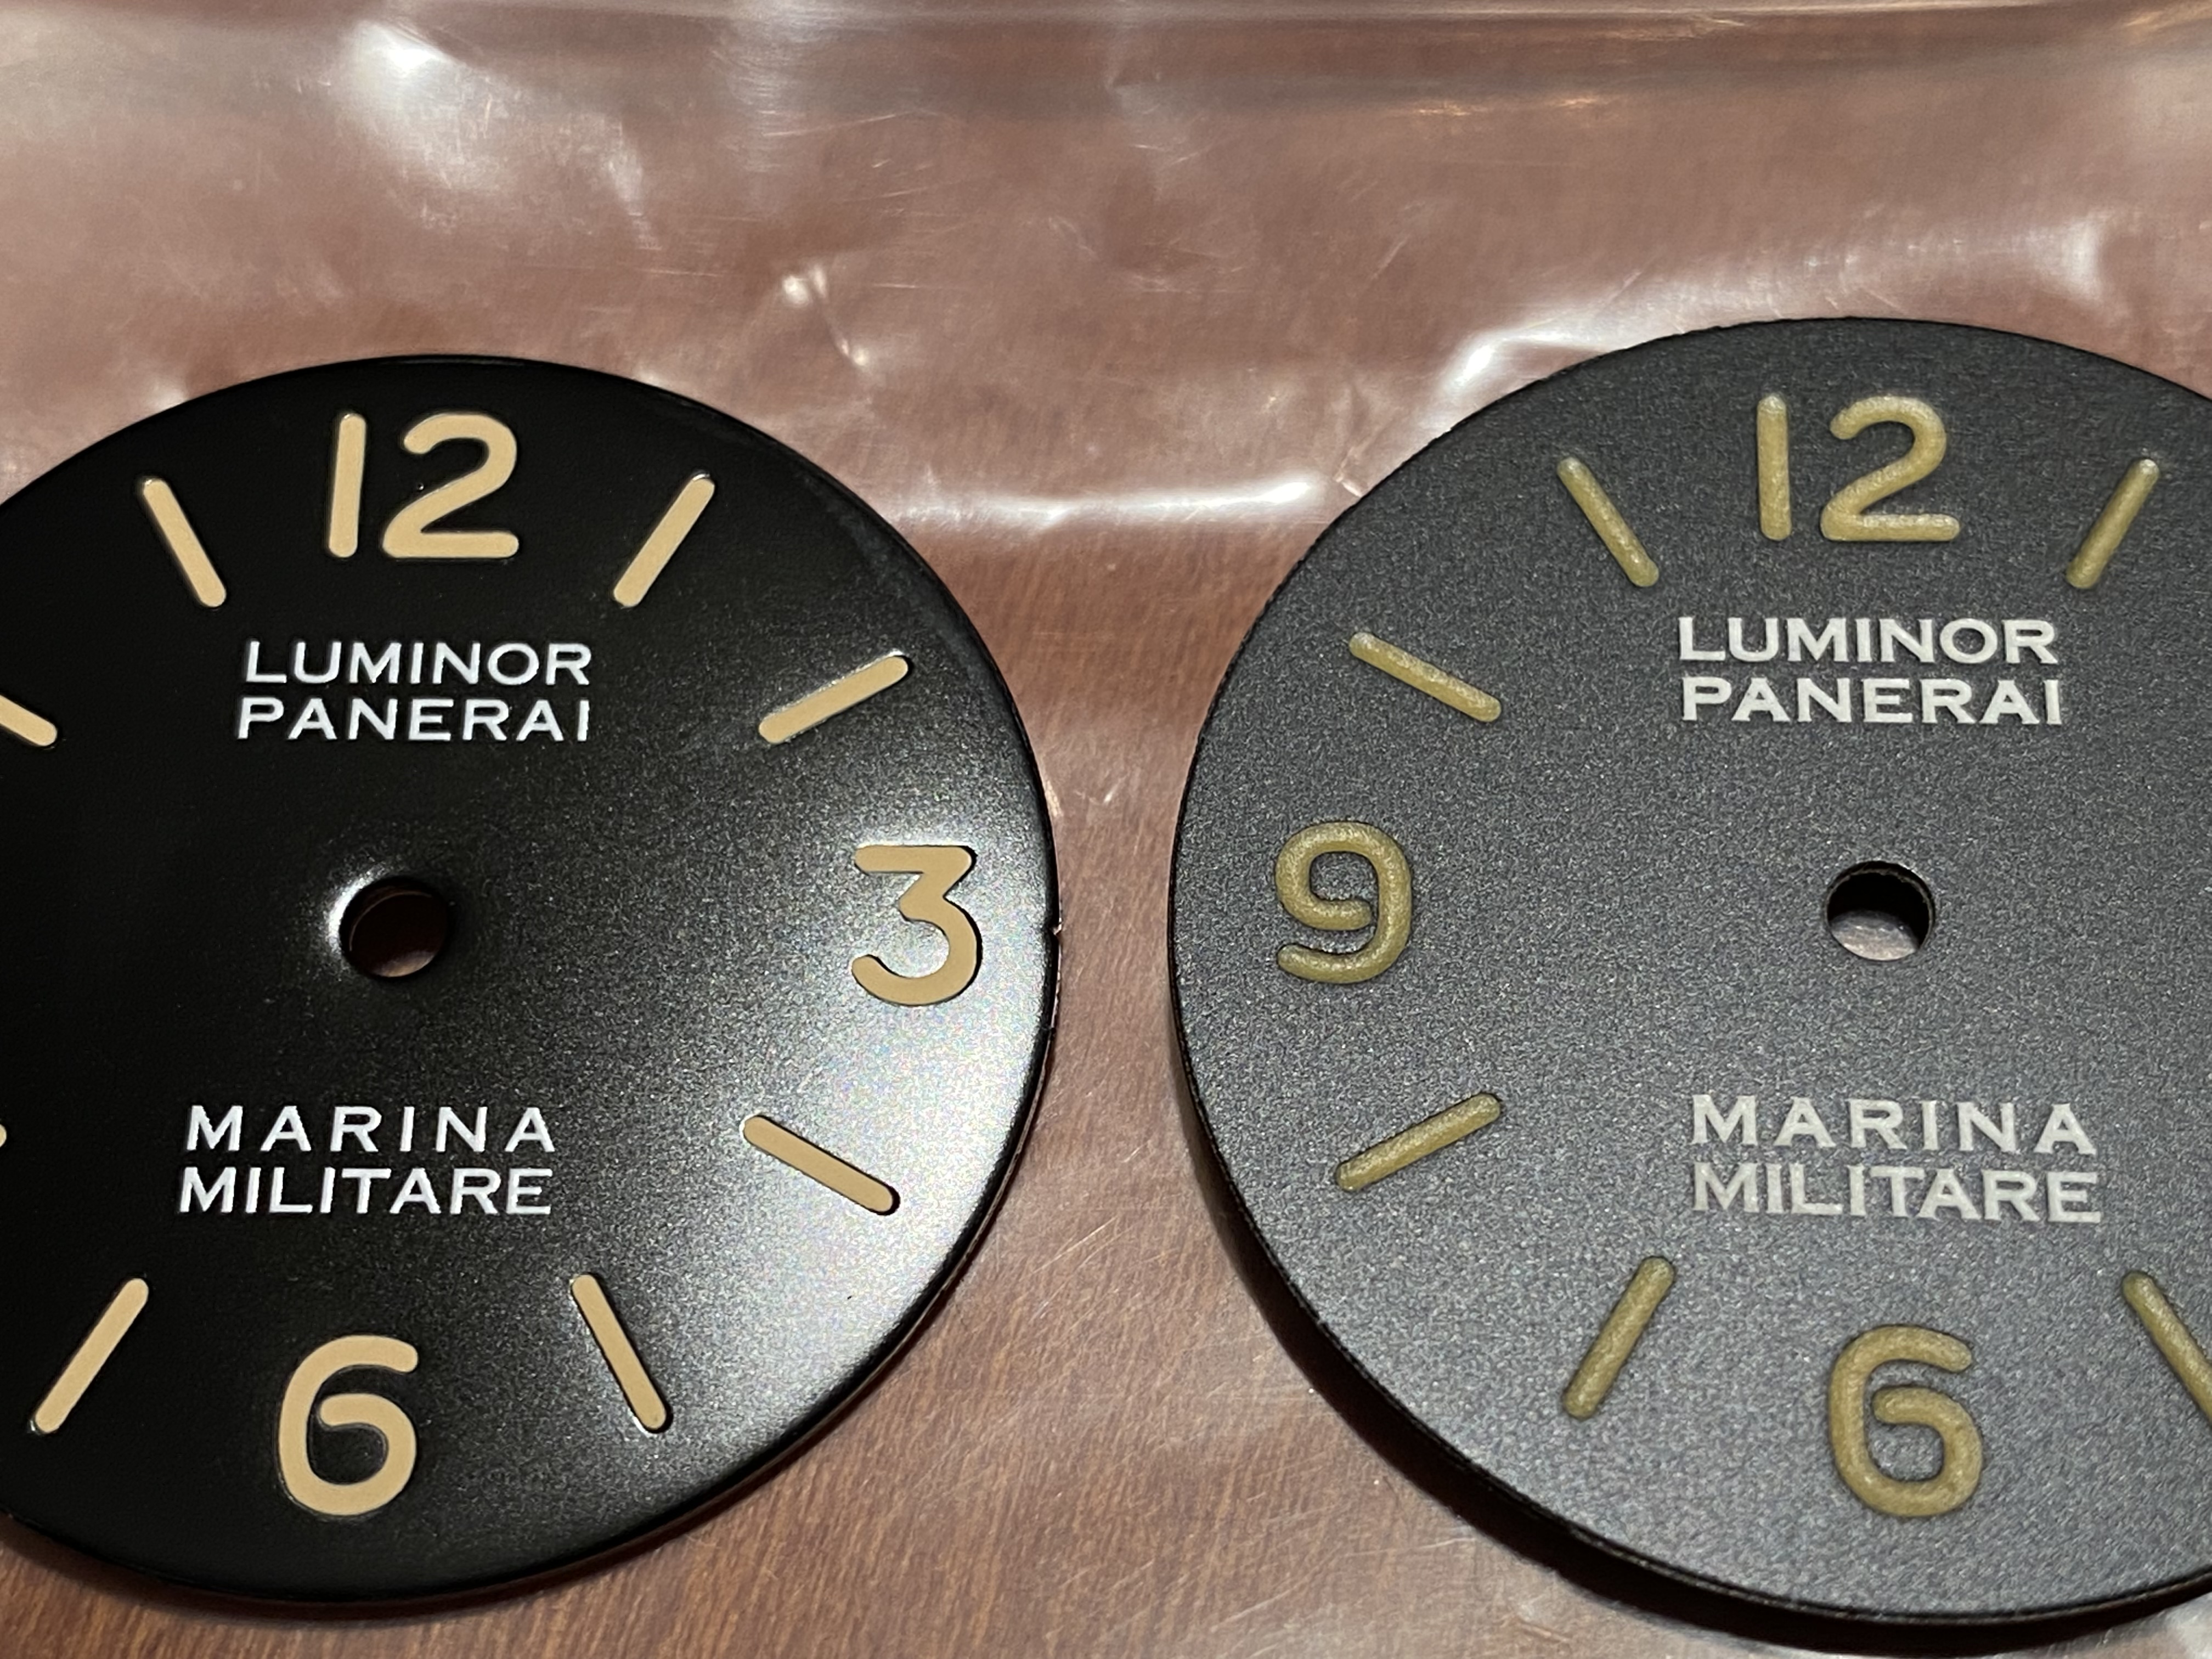 12
LUMINOR
PANERAI
3
MARINA
MILITARE
6
12
LUMINOR
PANERAI
9
MARINA
MILITARE
6